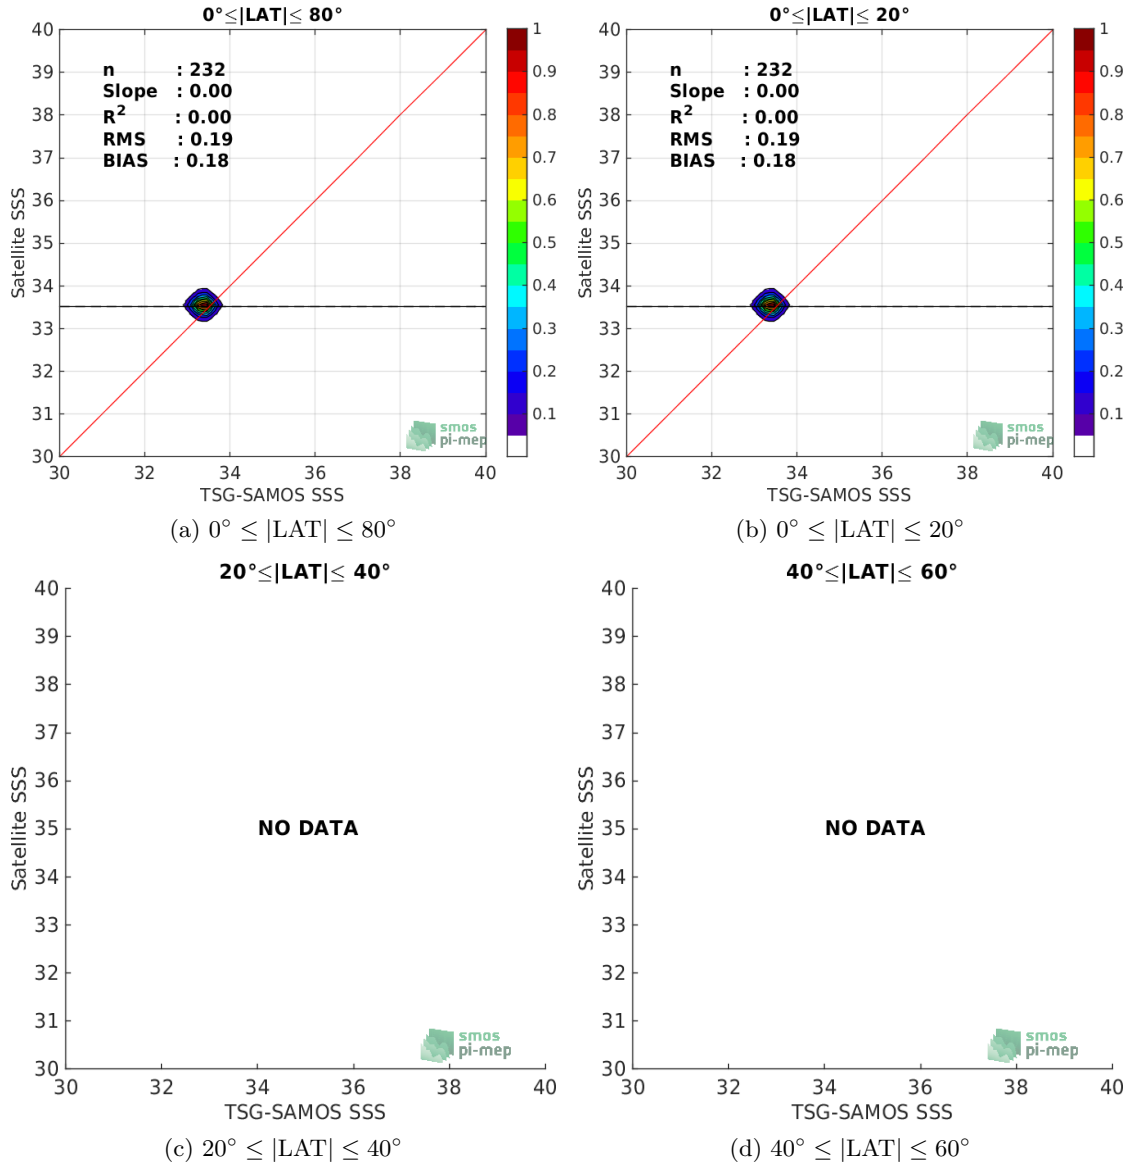 0°≤|LAT|≤ 80°
n : 232
Slope : 0.00
R² : 0.00
RMS : 0.19
BIAS : 0.18
40
39
38
37
36
35
34
33
32
31
30
Satellite SSS
30 32 34 36 38 40
TSG-SAMOS SSS
1
0.9
0.8
0.7
0.6
0.5
0.4
0.3
0.2
0.1
smos
pi-mep
(a) 0° ≤ |LAT| ≤ 80°
0°≤|LAT|≤ 20°
n : 232
Slope : 0.00
R² : 0.00
RMS : 0.19
BIAS : 0.18
40
39
38
37
36
35
34
33
32
31
30
Satellite SSS
30 32 34 36 38 40
TSG-SAMOS SSS
1
0.9
0.8
0.7
0.6
0.5
0.4
0.3
0.2
0.1
smos
pi-mep
(b) 0° ≤ |LAT| ≤ 20°
20°≤|LAT|≤ 40°
40
39
38
37
36
35
34
33
32
31
30
Satellite SSS
NO DATA
30 32 34 36 38 40
TSG-SAMOS SSS
smos
pi-mep
(c) 20° ≤ |LAT| ≤ 40°
40°≤|LAT|≤ 60°
40
39
38
37
36
35
34
33
32
31
30
Satellite SSS
NO DATA
30 32 34 36 38 40
TSG-SAMOS SSS
smos
pi-mep
(d) 40° ≤ |LAT| ≤ 60°